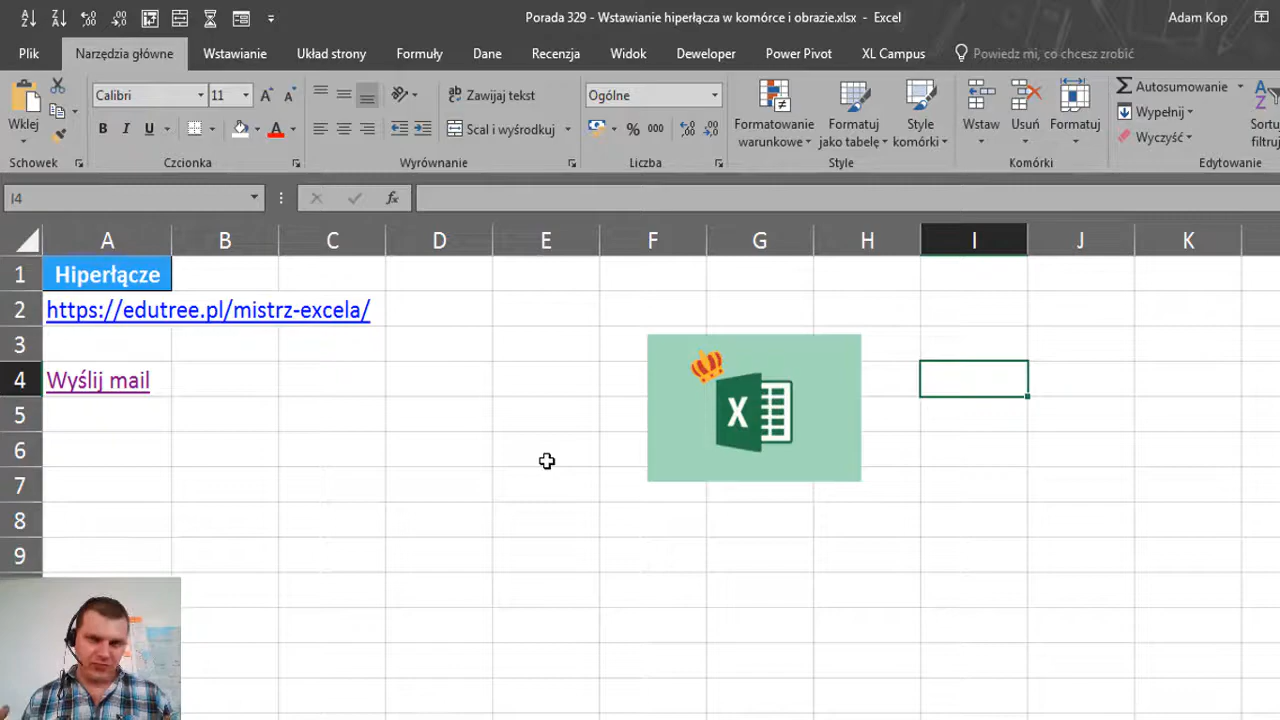 Porada 329 - Wstawianie hiperłącza w komórce i obrazie.xlsx - Excel
Adam Kop
Plik Narzędzia główne Wstawianie Układ strony Formuły Dane Recenzja Widok Deweloper Power Pivot XL Campus Powiedz mi, co chcesz zrobić
Wklej
Calibri 11
B I U A
Zawijaj tekst
Scal i wyśrodkuj
Ogólne
% 000
Formatowanie warunkowe
Formatuj jako tabelę
Style komórki
Wstaw Usuń Formatuj
Autosumowanie
Wypełnij
Wyczyść
Sortu
filtruj
Schowek Czcionka Wyrównanie Liczba Style Komórki Edytowanie
I4 fx
A B C D E F G H I J K
1 Hiperłącze
2 https://edutree.pl/mistrz-excela/
3
4 Wyślij mail
5
6
7
8
9
X